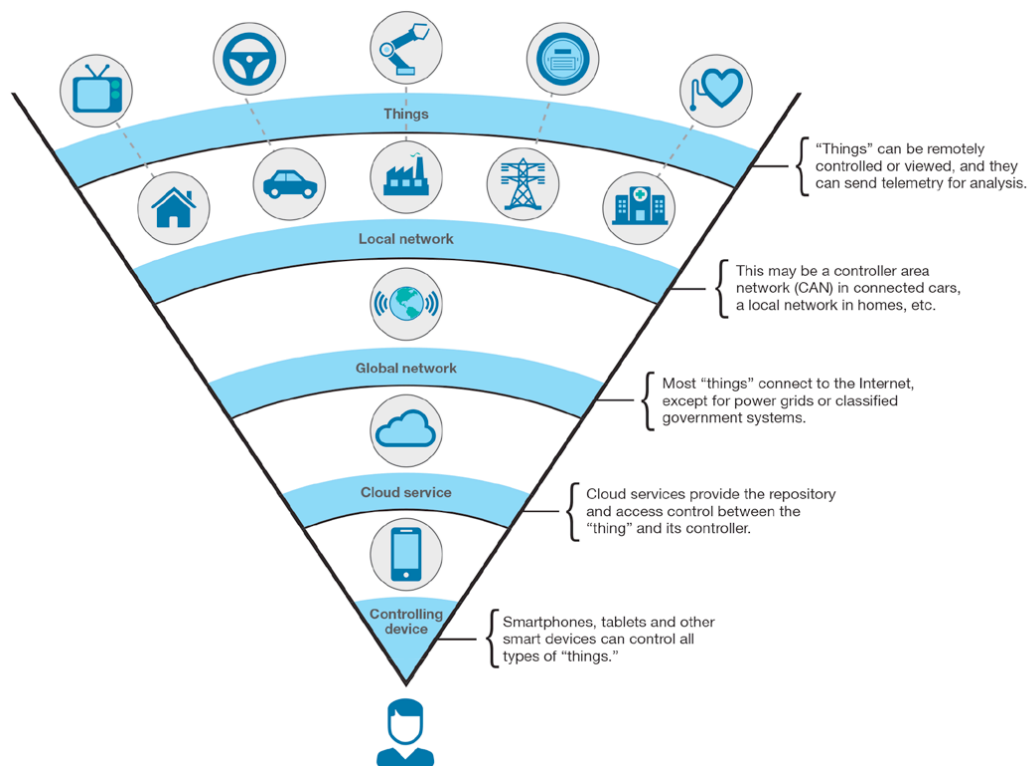 Things
“Things” can be remotely
controlled or viewed, and they
can send telemetry for analysis.
Local network
This may be a controller area
network (CAN) in connected cars,
a local network in homes, etc.
Global network
Most “things” connect to the Internet,
except for power grids or classified
government systems.
Cloud service
Cloud services provide the repository
and access control between the
“thing” and its controller.
Controlling
device
Smartphones, tablets and other
smart devices can control all
types of “things.”